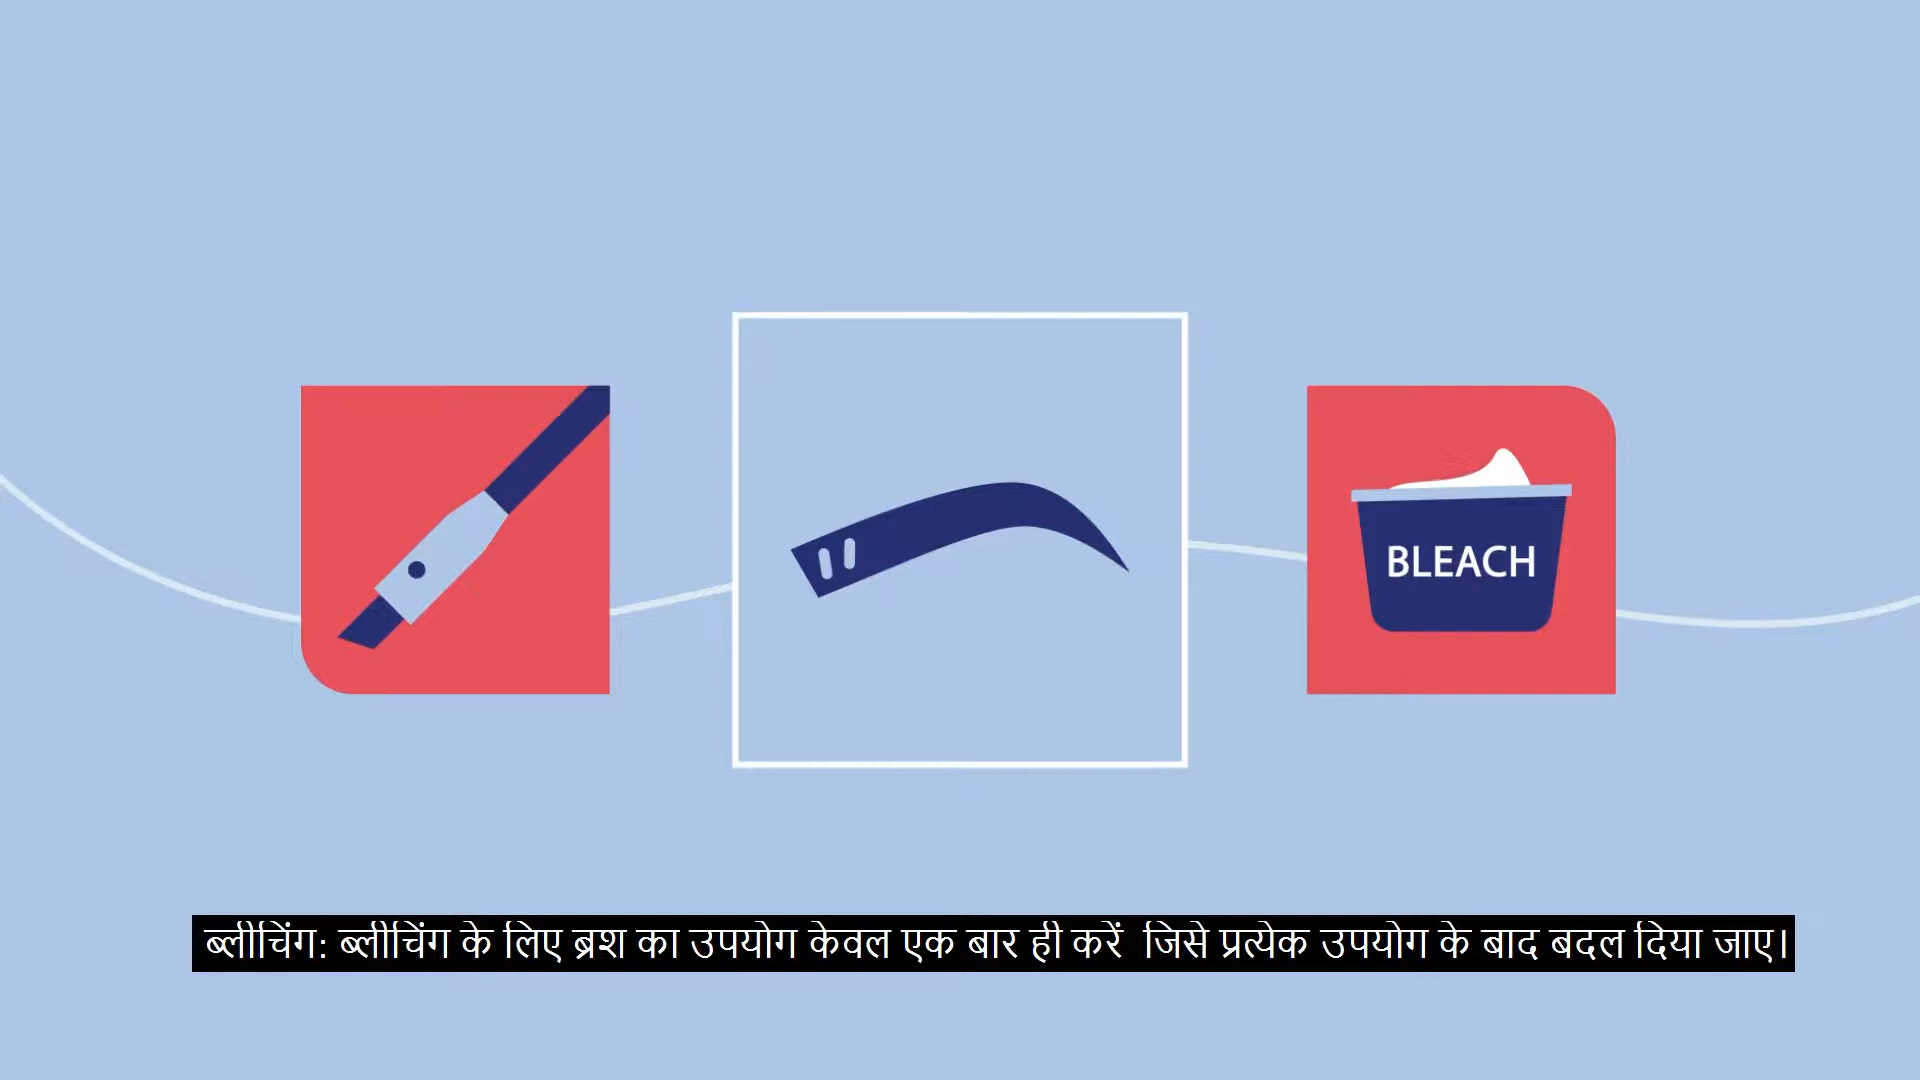 BLEACH
ब्लीचिंग: ब्लीचिंग के लिए ब्रश का उपयोग केवल एक बार ही करें  जिसे प्रत्येक उपयोग के बाद बदल दिया जाए।